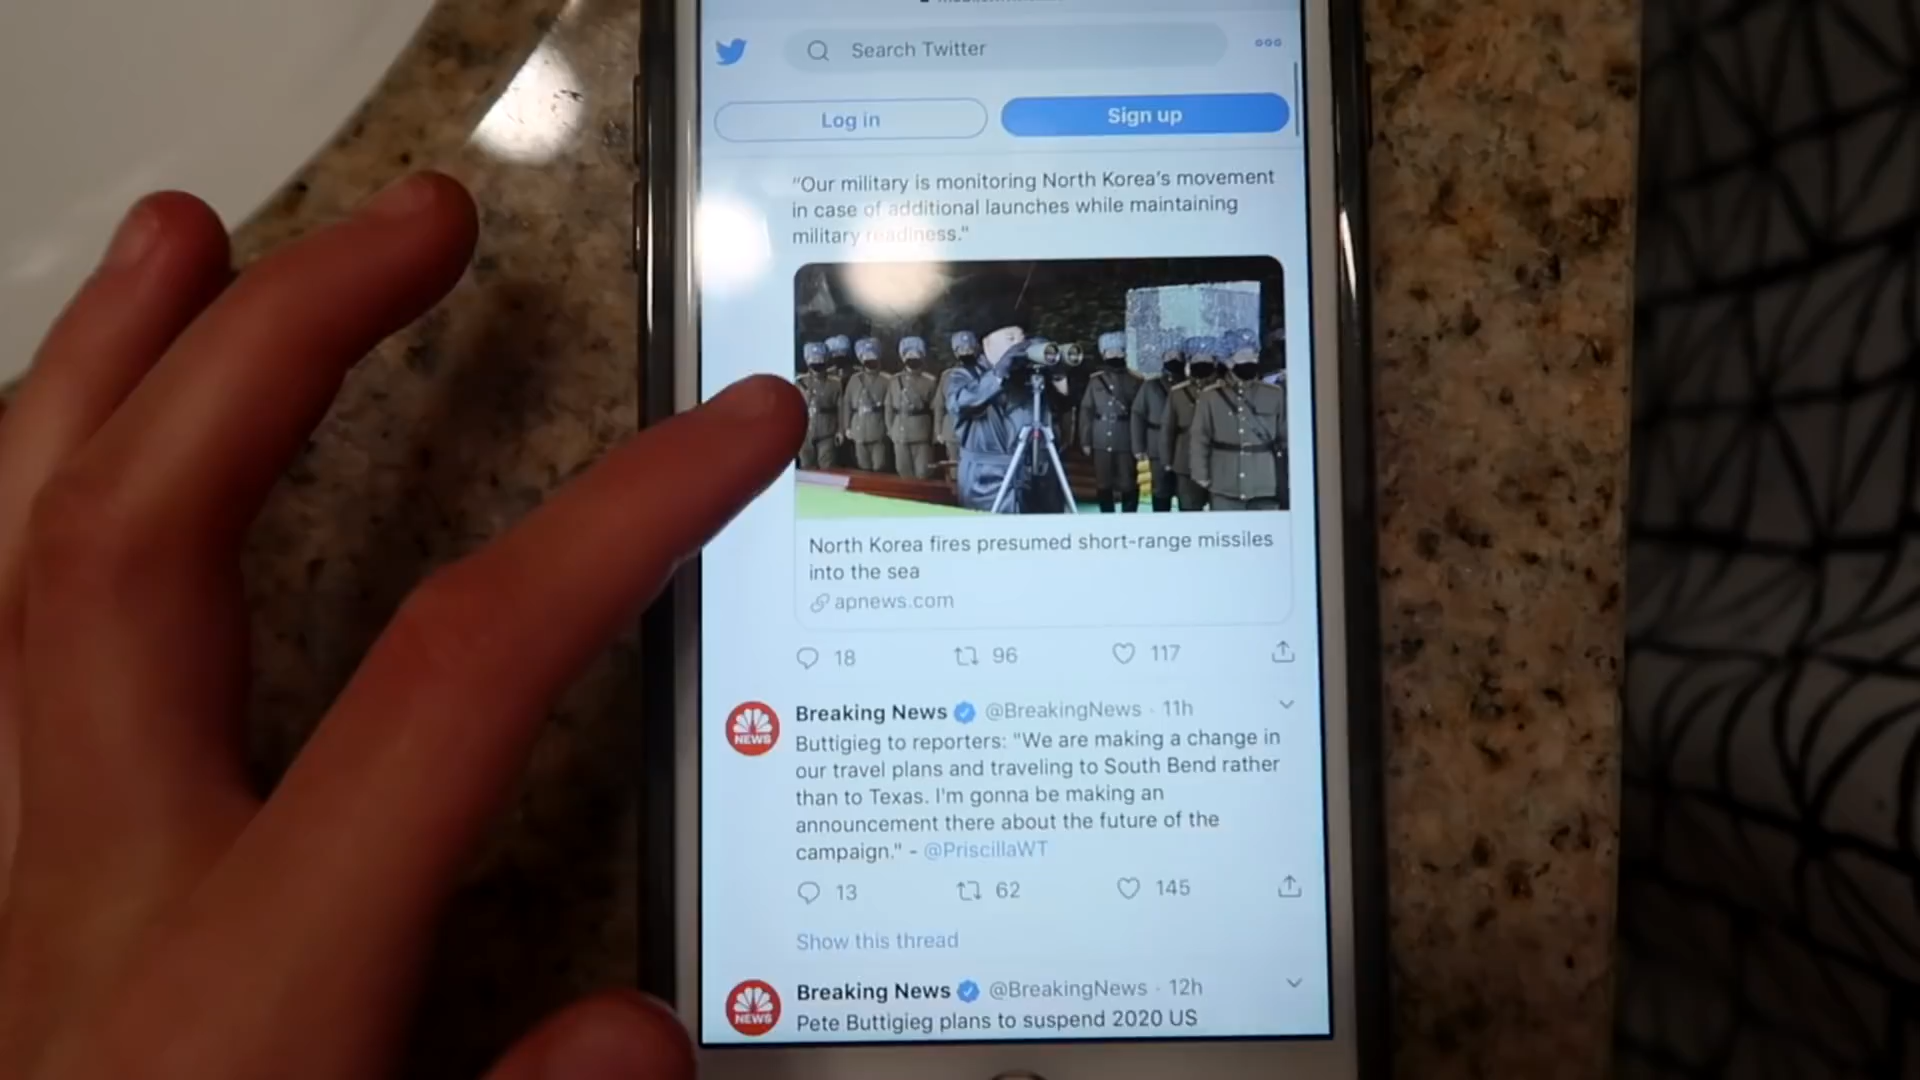 Search Twitter
Log in
Sign up
"Our military is monitoring North Korea's movement
in case of additional launches while maintaining
military readiness."
North Korea fires presumed short-range missiles
into the sea
apnews.com
18 96 117
Breaking News @BreakingNews · 11h
NEWS
Buttigieg to reporters: "We are making a change in
our travel plans and traveling to South Bend rather
than to Texas. I'm gonna be making an
announcement there about the future of the
campaign." - @PriscillaWT
13 62 145
Show this thread
Breaking News @BreakingNews · 12h
NEWS
Pete Buttigieg plans to suspend 2020 US